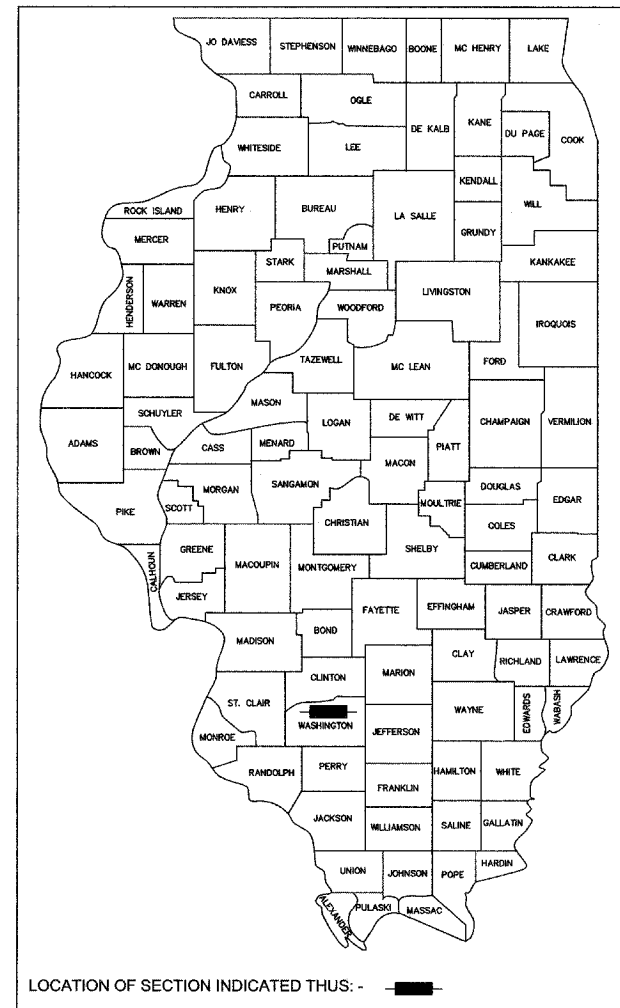 JO DAVIESS STEPHENSON WINNEBAGO BOONE MC HENRY LAKE
CARROLL OGLE DE KALB KANE DU PAGE COOK
WHITESIDE LEE
KENDALL
ROCK ISLAND HENRY BUREAU LA SALLE WILL
MERCER PUTNAM GRUNDY
STARK MARSHALL KANKAKEE
HENDERSON WARREN KNOX PEORIA WOODFORD LIVINGSTON IROQUOIS
HANCOCK MC DONOUGH FULTON TAZEWELL MC LEAN FORD
MASON
SCHUYLER LOGAN DE WITT CHAMPAIGN VERMILION
ADAMS BROWN CASS MENARD PIATT
MACON
PIKE SCOTT MORGAN SANGAMON DOUGLAS EDGAR
MOULTRIE
CHRISTIAN COLES
CALHOUN GREENE MACOUPIN MONTGOMERY SHELBY CLARK
CUMBERLAND
JERSEY FAYETTE EFFINGHAM JASPER CRAWFORD
MADISON BOND
CLAY RICHLAND LAWRENCE
CLINTON MARION
ST. CLAIR WAYNE EDWARDS WABASH
WASHINGTON JEFFERSON
MONROE
RANDOLPH PERRY HAMILTON WHITE
FRANKLIN
JACKSON WILLIAMSON SALINE GALLATIN
UNION JOHNSON POPE HARDIN
ALEXANDER PULASKI MASSAC
LOCATION OF SECTION INDICATED THUS: -